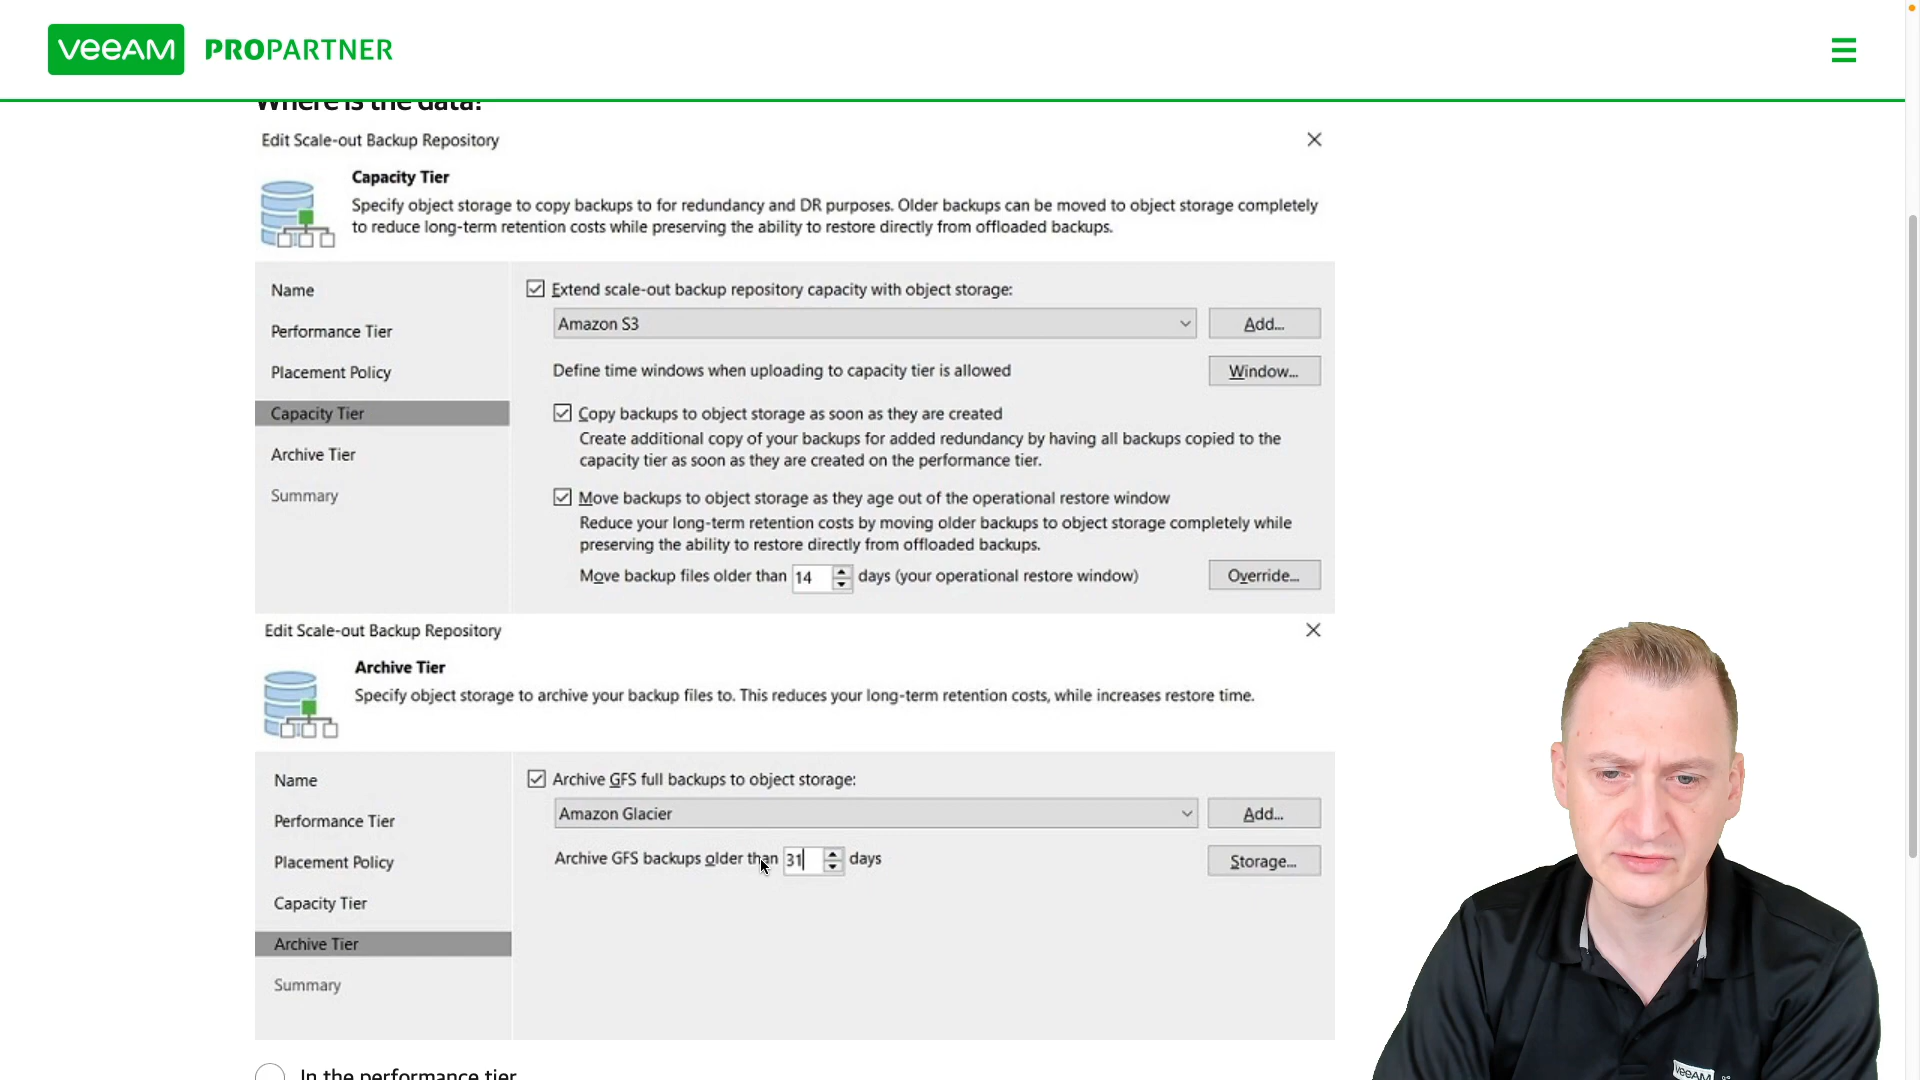 veeam PROPARTNER
Where is the data?
Edit Scale-out Backup Repository
Capacity Tier
Specify object storage to copy backups to for redundancy and DR purposes. Older backups can be moved to object storage completely
to reduce long-term retention costs while preserving the ability to restore directly from offloaded backups.
Name
Performance Tier
Placement Policy
Capacity Tier
Archive Tier
Summary
Extend scale-out backup repository capacity with object storage:
Amazon S3 Add...
Define time windows when uploading to capacity tier is allowed Window...
Copy backups to object storage as soon as they are created
Create additional copy of your backups for added redundancy by having all backups copied to the
capacity tier as soon as they are created on the performance tier.
Move backups to object storage as they age out of the operational restore window
Reduce your long-term retention costs by moving older backups to object storage completely while
preserving the ability to restore directly from offloaded backups.
Move backup files older than 14 days (your operational restore window) Override...
Edit Scale-out Backup Repository
Archive Tier
Specify object storage to archive your backup files to. This reduces your long-term retention costs, while increases restore time.
Name
Performance Tier
Placement Policy
Capacity Tier
Archive Tier
Summary
Archive GFS full backups to object storage:
Amazon Glacier Add...
Archive GFS backups older than 31 days Storage...
In the performance tier
veeam